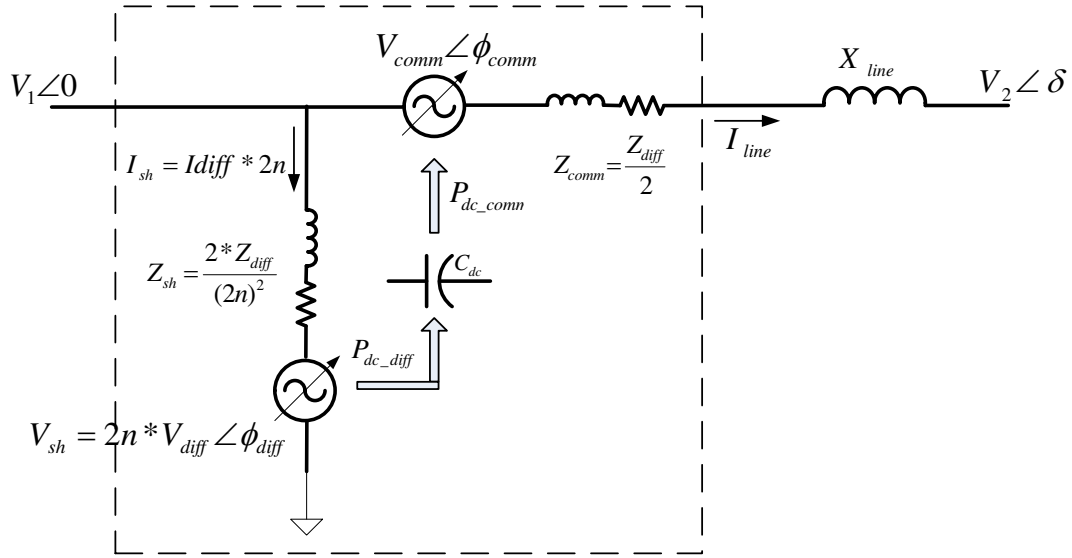 V_comm∠ϕ_comm
V_1∠0
X_line
V_2∠δ
I_sh = Idiff * 2n
Z_comm = Z_diff / 2
I_line
P_dc_comm
Z_sh = 2 * Z_diff / (2n)^2
C_dc
P_dc_diff
V_sh = 2n * V_diff∠ϕ_diff